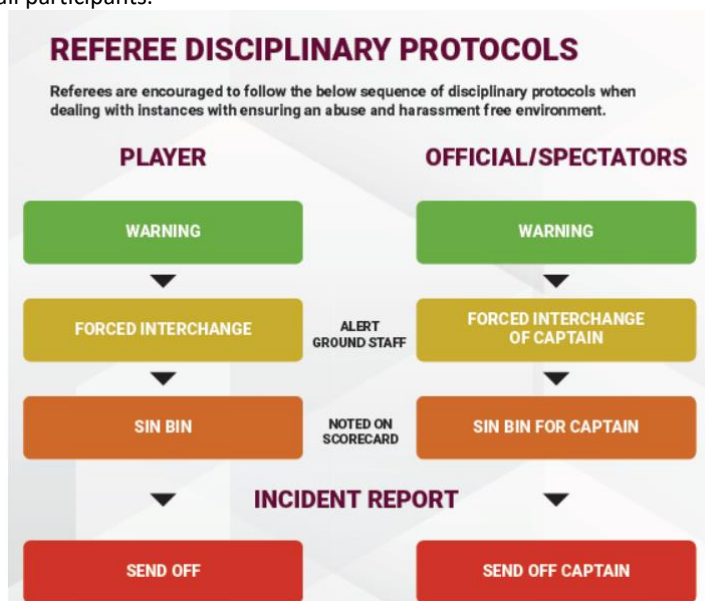 all participants.
REFEREE DISCIPLINARY PROTOCOLS
Referees are encouraged to follow the below sequence of disciplinary protocols when
dealing with instances with ensuring an abuse and harassment free environment.
PLAYER
OFFICIAL/SPECTATORS
WARNING
WARNING
FORCED INTERCHANGE
ALERT
GROUND STAFF
FORCED INTERCHANGE
OF CAPTAIN
SIN BIN
NOTED ON
SCORECARD
SIN BIN FOR CAPTAIN
INCIDENT REPORT
SEND OFF
SEND OFF CAPTAIN